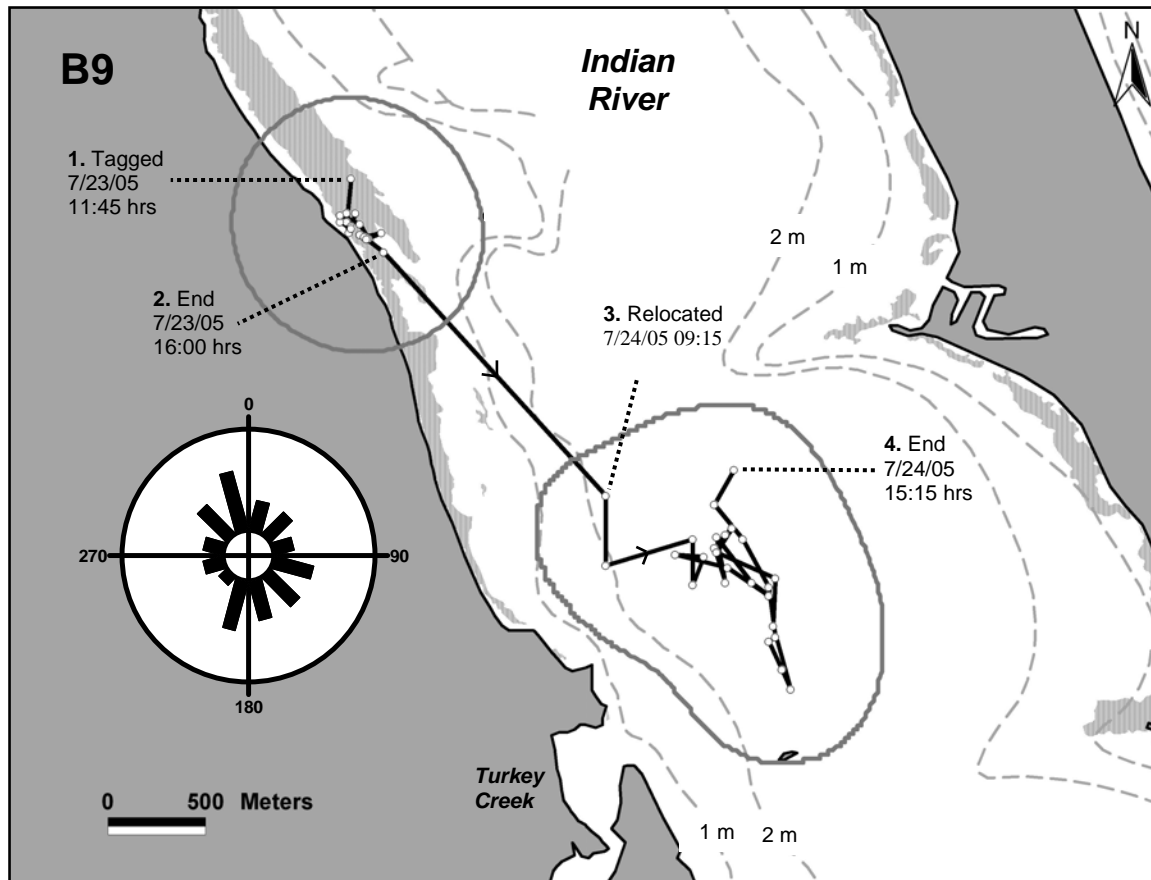 B9
Indian
River
N
1. Tagged
7/23/05
11:45 hrs
2 m
1 m
2. End
7/23/05
16:00 hrs
3. Relocated
7/24/05 09:15
4. End
7/24/05
15:15 hrs
0
270
90
180
0 500 Meters
Turkey
Creek
1 m 2 m